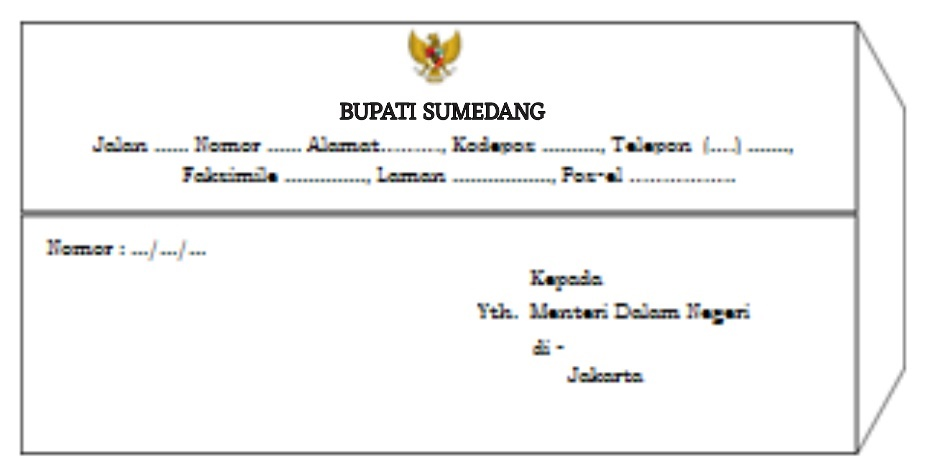 BUPATI SUMEDANG
Jalan ...... Nomor ...... Alamat..........., Kodepos ..........., Telepon (....) .......,
Faksimile ..............., Laman .................., Pos-el ...................
Nomor : .../.../...
Kepada
Yth. Menteri Dalam Negeri
di -
Jakarta